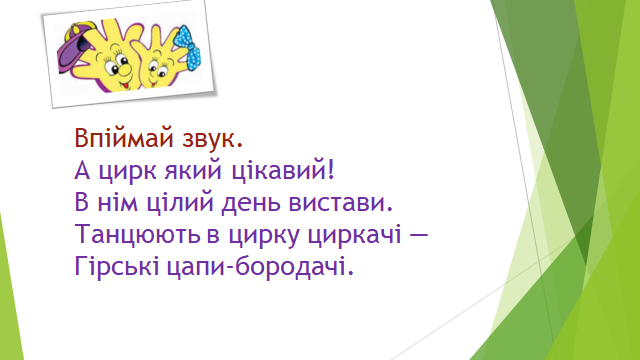 Впіймай звук.
А цирк який цікавий!
В нім цілий день вистави.
Танцюють в цирку циркачі —
Гірські цапи-бородачі.